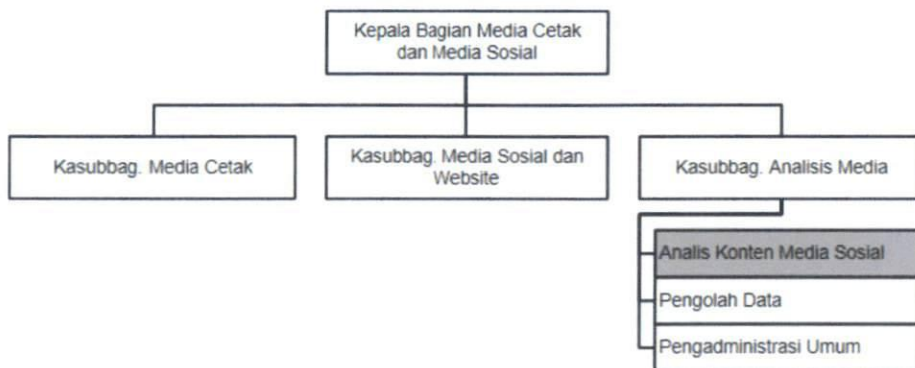 Kepala Bagian Media Cetak
dan Media Sosial
Kasubbag. Media Cetak
Kasubbag. Media Sosial dan
Website
Kasubbag. Analisis Media
Analis Konten Media Sosial
Pengolah Data
Pengadministrasi Umum